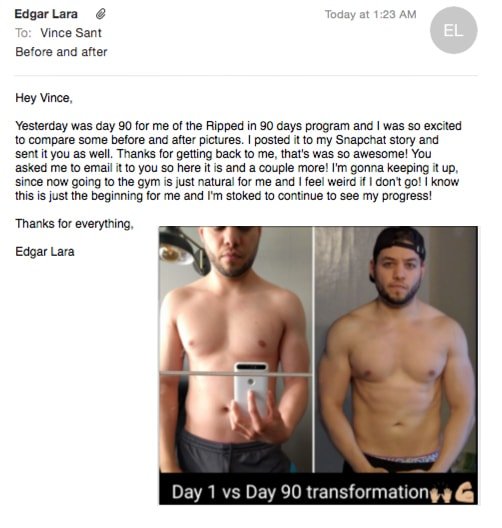 Edgar Lara
Today at 1:23 AM
EL
To: Vince Sant
Before and after
Hey Vince,
Yesterday was day 90 for me of the Ripped in 90 days program and I was so excited
to compare some before and after pictures. I posted it to my Snapchat story and
sent it you as well. Thanks for getting back to me, that's was so awesome! You
asked me to email it to you so here it is and a couple more! I'm gonna keeping it up,
since now going to the gym is just natural for me and I feel weird if I don't go! I know
this is just the beginning for me and I'm stoked to continue to see my progress!
Thanks for everything,
Edgar Lara
Day 1 vs Day 90 transformation